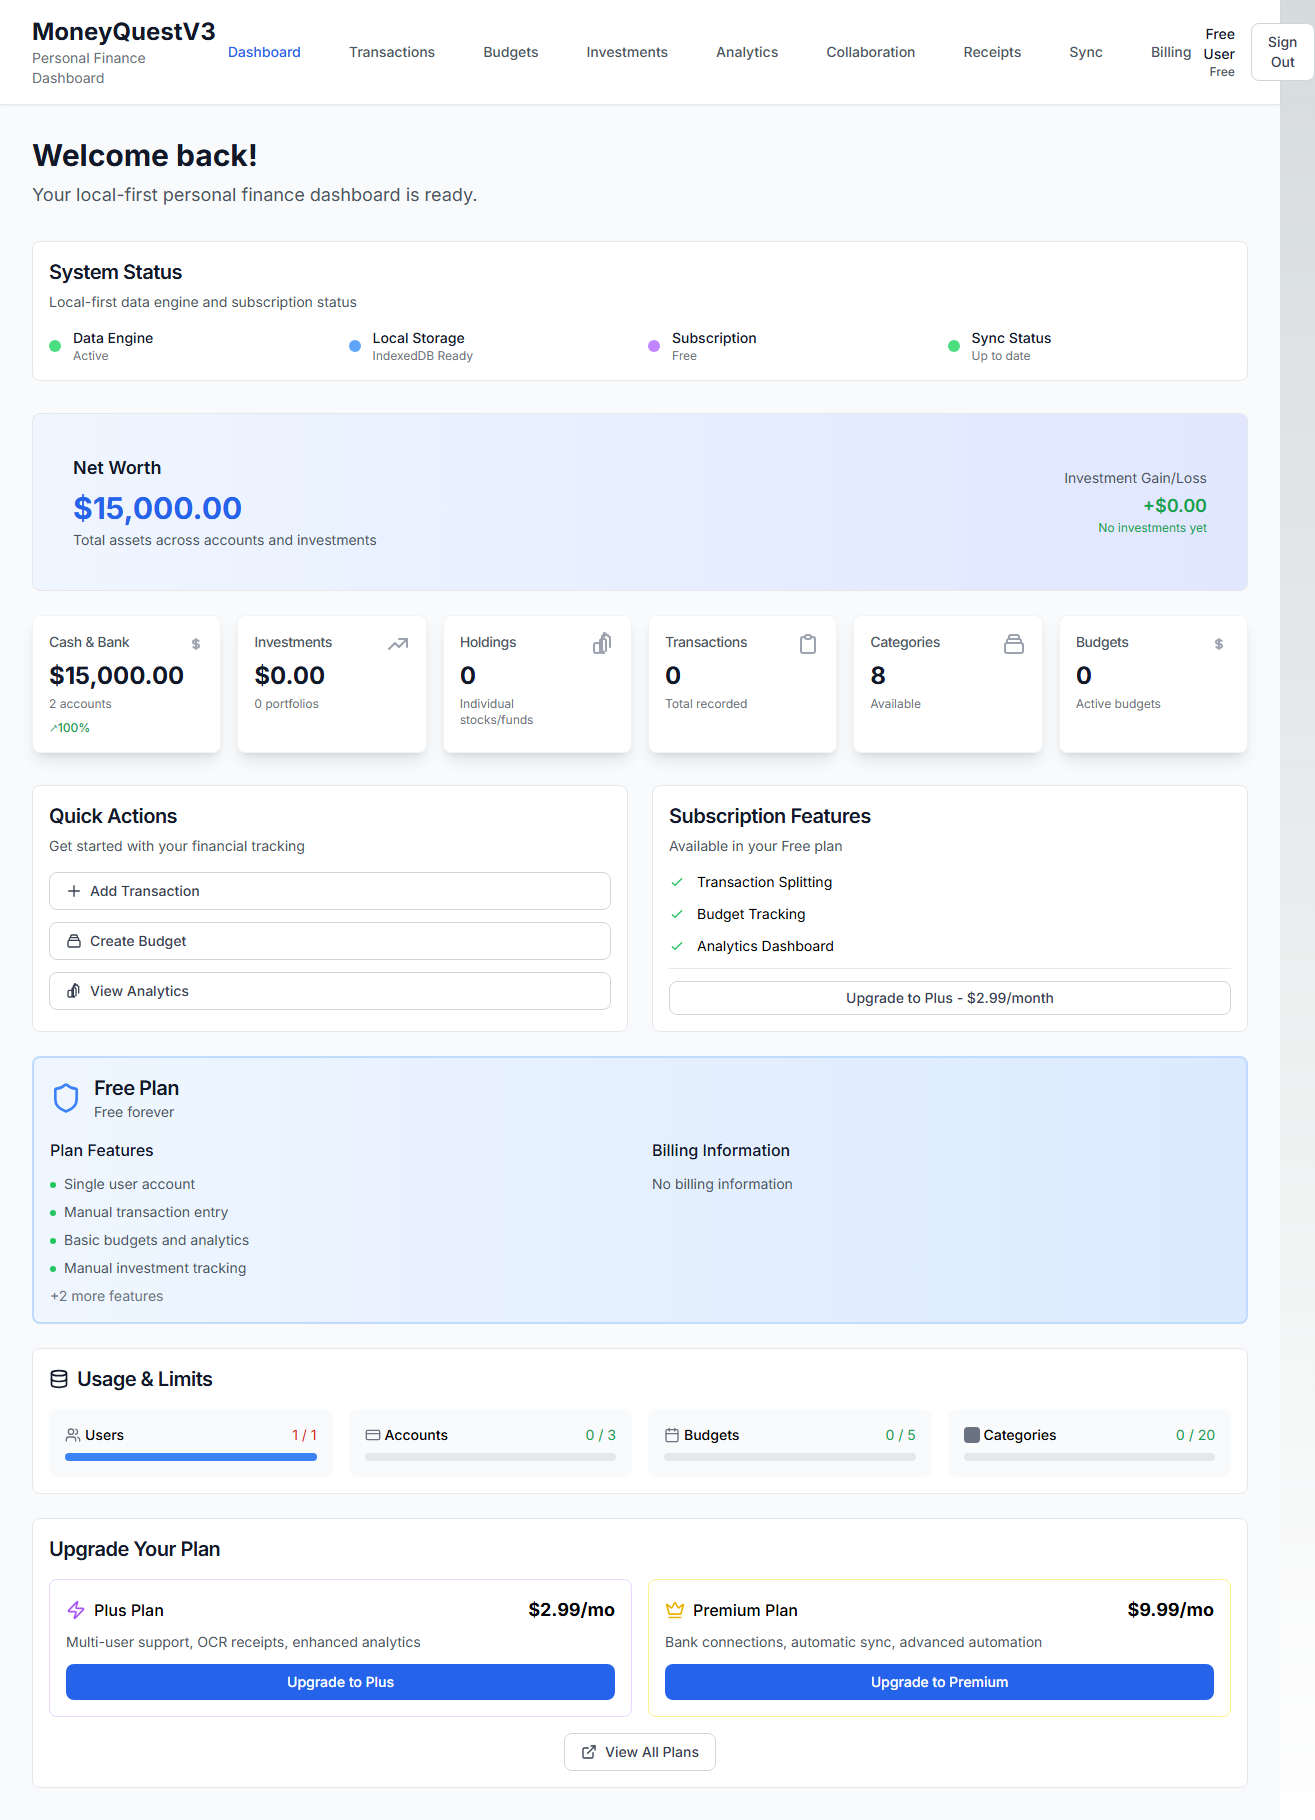 MoneyQuestV3
Personal Finance
Dashboard
Dashboard
Transactions
Budgets
Investments
Analytics
Collaboration
Receipts
Sync
Billing
Free
User
Free
Sign
Out
Welcome back!
Your local-first personal finance dashboard is ready.
System Status
Local-first data engine and subscription status
Data Engine
Active
Local Storage
IndexedDB Ready
Subscription
Free
Sync Status
Up to date
Net Worth
$15,000.00
Total assets across accounts and investments
Investment Gain/Loss
+$0.00
No investments yet
Cash & Bank
$
$15,000.00
2 accounts
↗100%
Investments
$0.00
0 portfolios
Holdings
0
Individual
stocks/funds
Transactions
0
Total recorded
Categories
8
Available
Budgets
$
0
Active budgets
Quick Actions
Get started with your financial tracking
Add Transaction
Create Budget
View Analytics
Subscription Features
Available in your Free plan
Transaction Splitting
Budget Tracking
Analytics Dashboard
Upgrade to Plus - $2.99/month
Free Plan
Free forever
Plan Features
Single user account
Manual transaction entry
Basic budgets and analytics
Manual investment tracking
+2 more features
Billing Information
No billing information
Usage & Limits
Users 1 / 1
Accounts 0 / 3
Budgets 0 / 5
Categories 0 / 20
Upgrade Your Plan
Plus Plan $2.99/mo
Multi-user support, OCR receipts, enhanced analytics
Upgrade to Plus
Premium Plan $9.99/mo
Bank connections, automatic sync, advanced automation
Upgrade to Premium
View All Plans